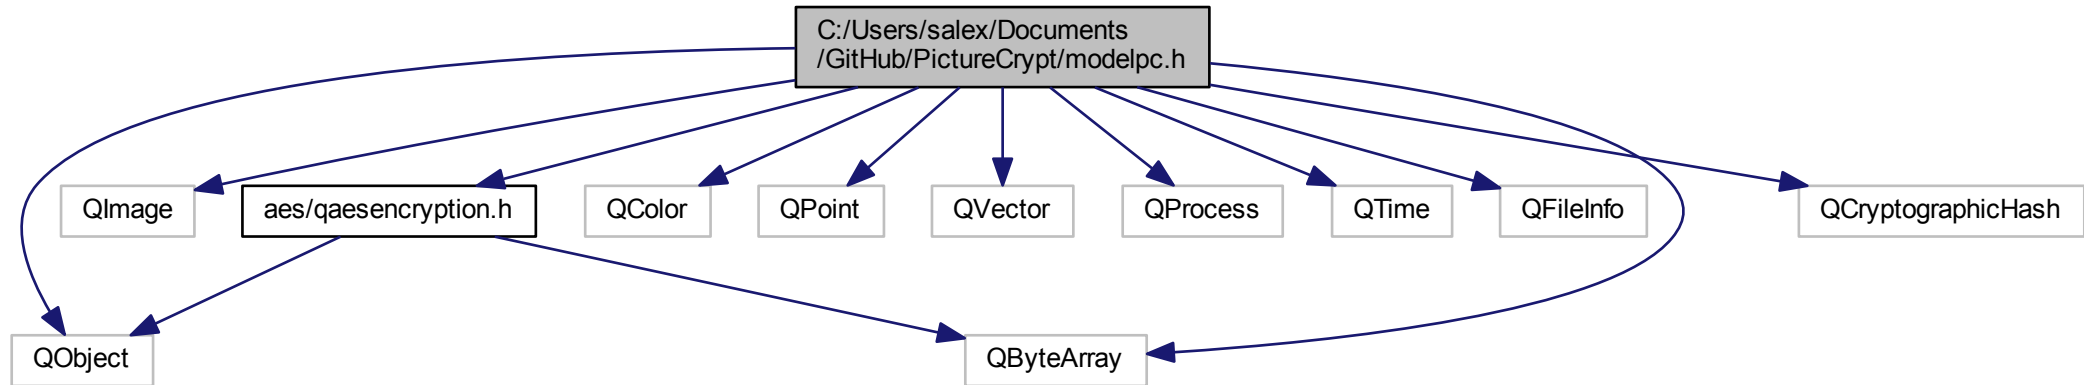 C:/Users/salex/Documents
/GitHub/PictureCrypt/modelpc.h
QImage
aes/qaesencryption.h
QColor
QPoint
QVector
QProcess
QTime
QFileInfo
QCryptographicHash
QObject
QByteArray